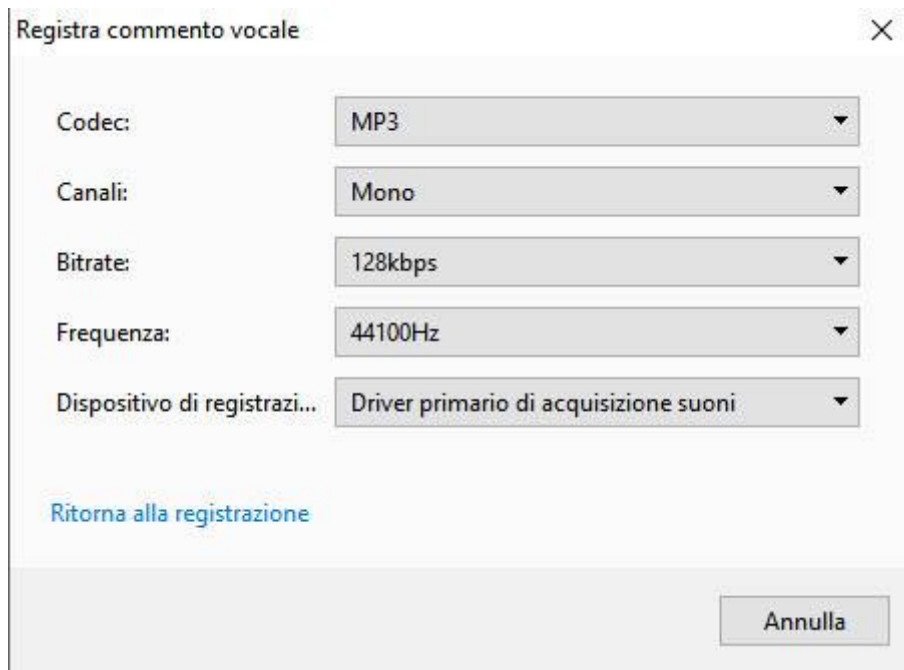 Registra commento vocale
Codec: MP3
Canali: Mono
Bitrate: 128kbps
Frequenza: 44100Hz
Dispositivo di registrazi... Driver primario di acquisizione suoni
Ritorna alla registrazione
Annulla